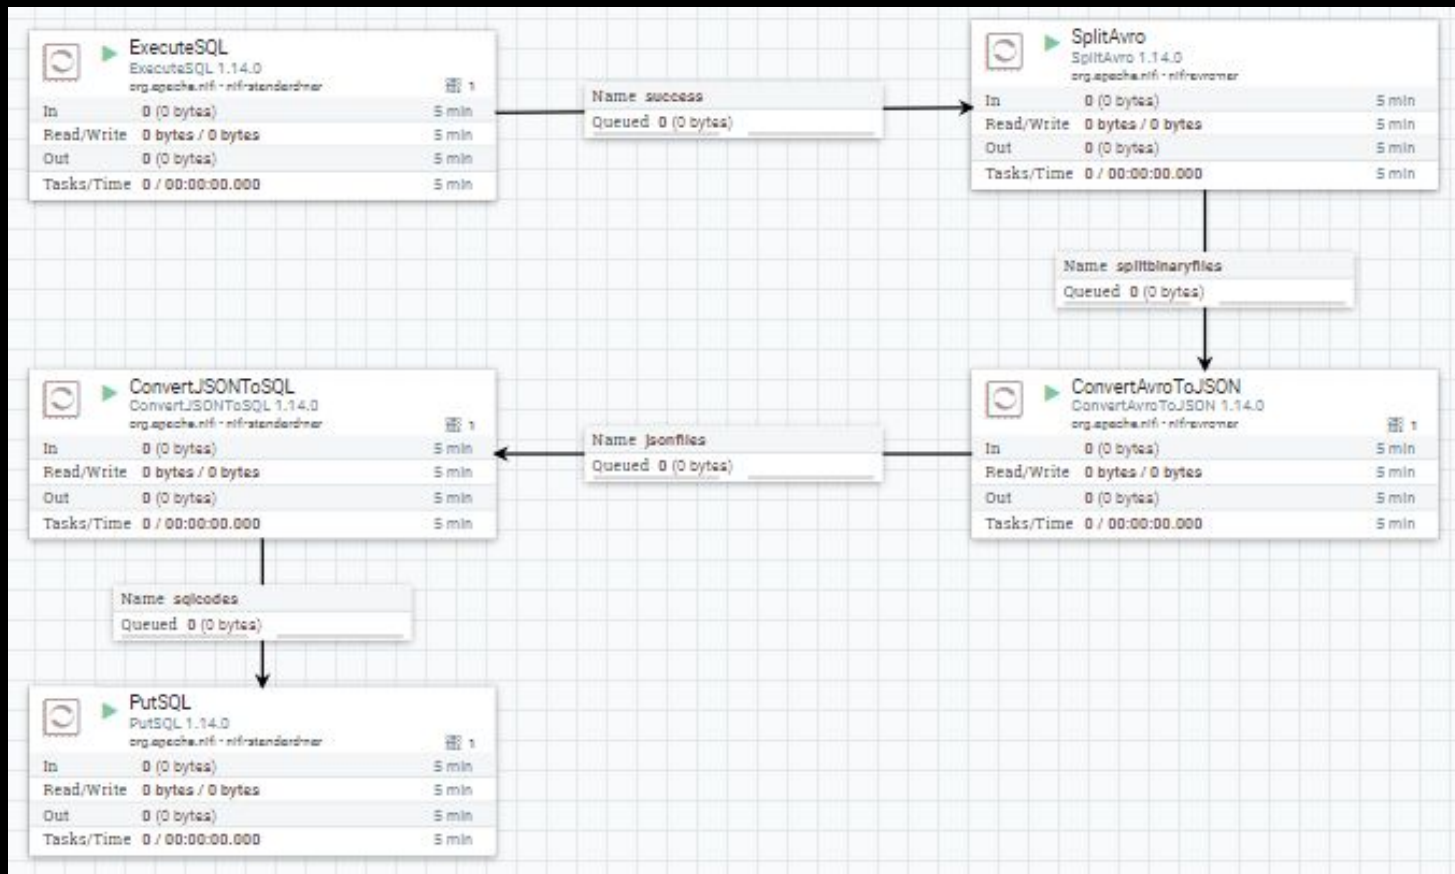 ExecuteSQL
ExecuteSQL 1.14.0
org.apache.nifi - nifi-standard-nar
1
In 0 (0 bytes) 5 min
Read/Write 0 bytes / 0 bytes 5 min
Out 0 (0 bytes) 5 min
Tasks/Time 0 / 00:00:00.000 5 min
Name success
Queued 0 (0 bytes)
SplitAvro
SplitAvro 1.14.0
org.apache.nifi - nifi-avro-nar
In 0 (0 bytes) 5 min
Read/Write 0 bytes / 0 bytes 5 min
Out 0 (0 bytes) 5 min
Tasks/Time 0 / 00:00:00.000 5 min
Name splitbinaryfiles
Queued 0 (0 bytes)
ConvertAvroToJSON
ConvertAvroToJSON 1.14.0
org.apache.nifi - nifi-avro-nar
1
In 0 (0 bytes) 5 min
Read/Write 0 bytes / 0 bytes 5 min
Out 0 (0 bytes) 5 min
Tasks/Time 0 / 00:00:00.000 5 min
Name jsonfiles
Queued 0 (0 bytes)
ConvertJSONToSQL
ConvertJSONToSQL 1.14.0
org.apache.nifi - nifi-standard-nar
1
In 0 (0 bytes) 5 min
Read/Write 0 bytes / 0 bytes 5 min
Out 0 (0 bytes) 5 min
Tasks/Time 0 / 00:00:00.000 5 min
Name sqlcodes
Queued 0 (0 bytes)
PutSQL
PutSQL 1.14.0
org.apache.nifi - nifi-standard-nar
1
In 0 (0 bytes) 5 min
Read/Write 0 bytes / 0 bytes 5 min
Out 0 (0 bytes) 5 min
Tasks/Time 0 / 00:00:00.000 5 min